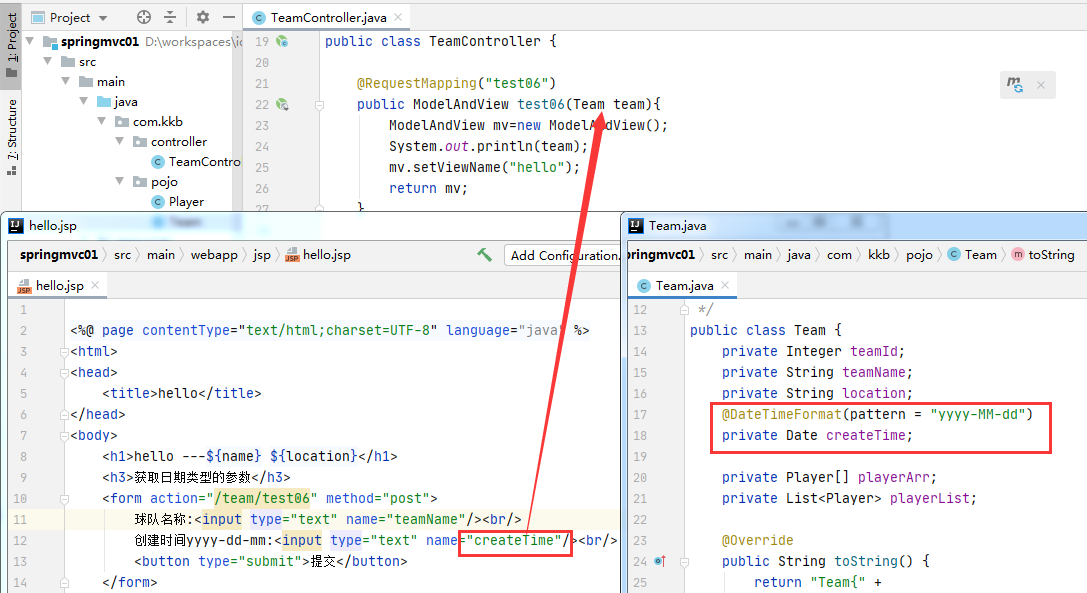 1: Project
7: Structure
Project
springmvc01 D:\workspaces\
src
main
java
com.kkb
controller
TeamContro
pojo
Player
TeamController.java
19 public class TeamController {
20
21 @RequestMapping("test06")
22 public ModelAndView test06(Team team){
23 ModelAndView mv=new ModelAndView();
24 System.out.println(team);
25 mv.setViewName("hello");
26 return mv;
27 }
hello.jsp
springmvc01 src main webapp jsp hello.jsp
Add Configuration.
hello.jsp
1
2 <%@ page contentType="text/html;charset=UTF-8" language="java" %>
3 <html>
4 <head>
5 <title>hello</title>
6 </head>
7 <body>
8 <h1>hello ---${name} ${location}</h1>
9 <h3>获取日期类型的参数</h3>
10 <form action="/team/test06" method="post">
11 球队名称:<input type="text" name="teamName"/><br/>
12 创建时间yyyy-dd-mm:<input type="text" name="createTime"/><br/>
13 <button type="submit">提交</button>
14 </form>
Team.java
pringmvc01 src main java com kkb pojo Team toString
Team.java
12 */
13 public class Team {
14 private Integer teamId;
15 private String teamName;
16 private String location;
17 @DateTimeFormat(pattern = "yyyy-MM-dd")
18 private Date createTime;
19
20 private Player[] playerArr;
21 private List<Player> playerList;
22
23 @Override
24 public String toString() {
25 return "Team{" +